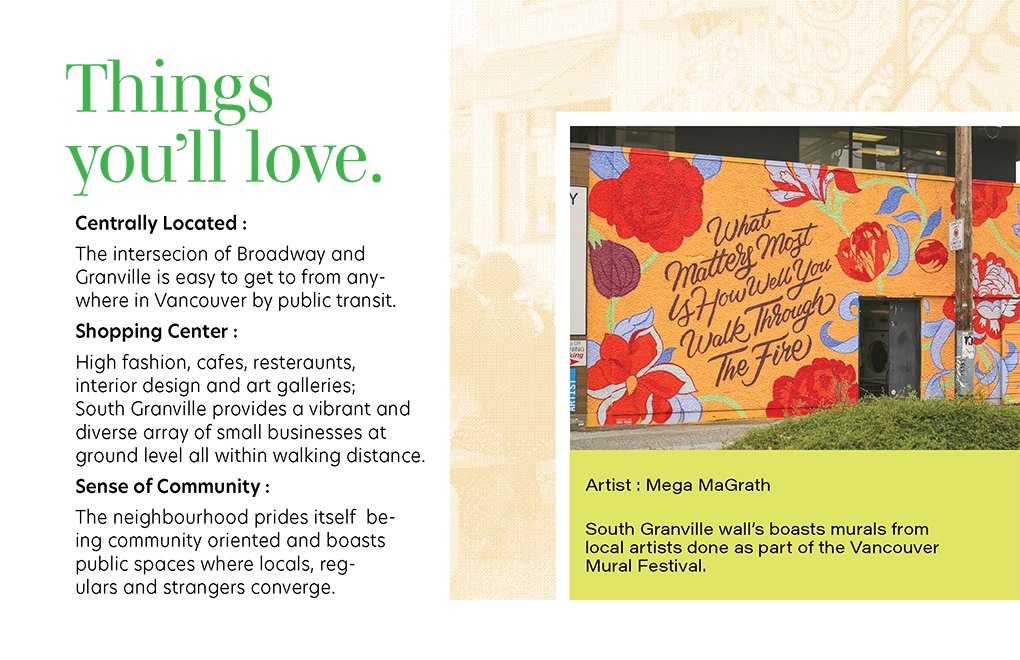 Things
you’ll love.
Centrally Located :
The intersecion of Broadway and
Granville is easy to get to from any-
where in Vancouver by public transit.
Shopping Center :
High fashion, cafes, resteraunts,
interior design and art galleries;
South Granville provides a vibrant and
diverse array of small businesses at
ground level all within walking distance.
Sense of Community :
The neighbourhood prides itself  be-
ing community oriented and boasts
public spaces where locals, reg-
ulars and strangers converge.
Y
What
Matters Most
Is How Well You
Walk Through
The Fire
ARTIST
Artist : Mega MaGrath
South Granville wall’s boasts murals from
local artists done as part of the Vancouver
Mural Festival.